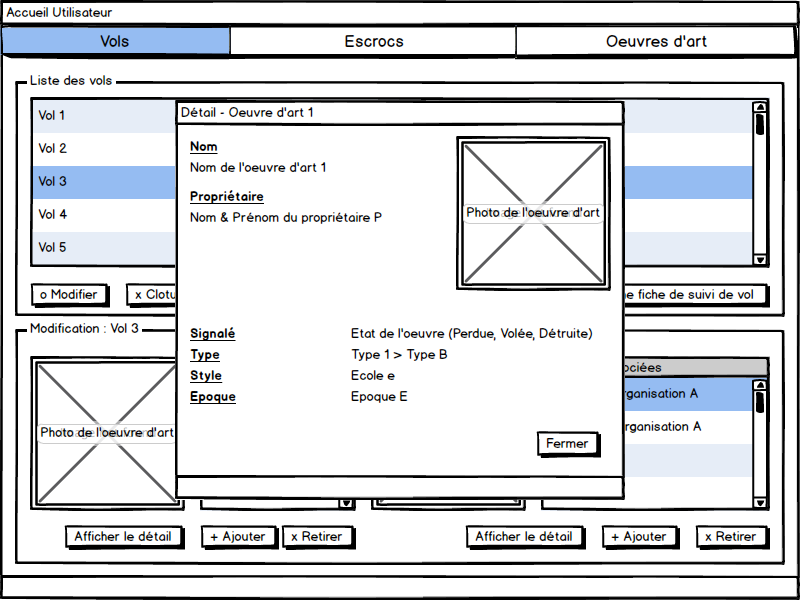 Accueil Utilisateur
Vols
Escrocs
Oeuvres d'art
Liste des vols
Vol 1
Vol 2
Vol 3
Vol 4
Vol 5
o Modifier
x Clotu
fiche de suivi de vol
Détail - Oeuvre d'art 1
Nom
Nom de l'oeuvre d'art 1
Propriétaire
Nom & Prénom du propriétaire P
Photo de l'oeuvre d'art
Signalé Etat de l'oeuvre (Perdue, Volée, Détruite)
Type Type 1 > Type B
Style Ecole e
Epoque Epoque E
Fermer
Modification : Vol 3
Photo de l'oeuvre d'art
ociées
rganisation A
rganisation A
Afficher le détail
+ Ajouter
x Retirer
Afficher le détail
+ Ajouter
x Retirer